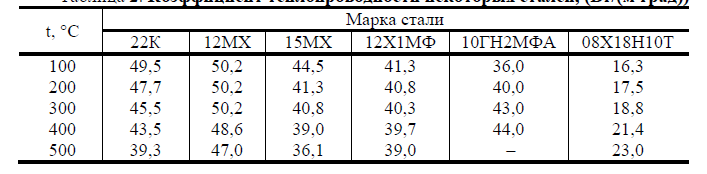 Таблица 2. Коэффициент теплопроводности некоторых сталей, (Вт/(м·град))
t, °C Марка стали
22К 12МХ 15МХ 12Х1МФ 10ГН2МФА 08Х18Н10Т
100 49,5 50,2 44,5 41,3 36,0 16,3
200 47,7 50,2 41,3 40,8 40,0 17,5
300 45,5 50,2 40,8 40,3 43,0 18,8
400 43,5 48,6 39,0 39,7 44,0 21,4
500 39,3 47,0 36,1 39,0 – 23,0